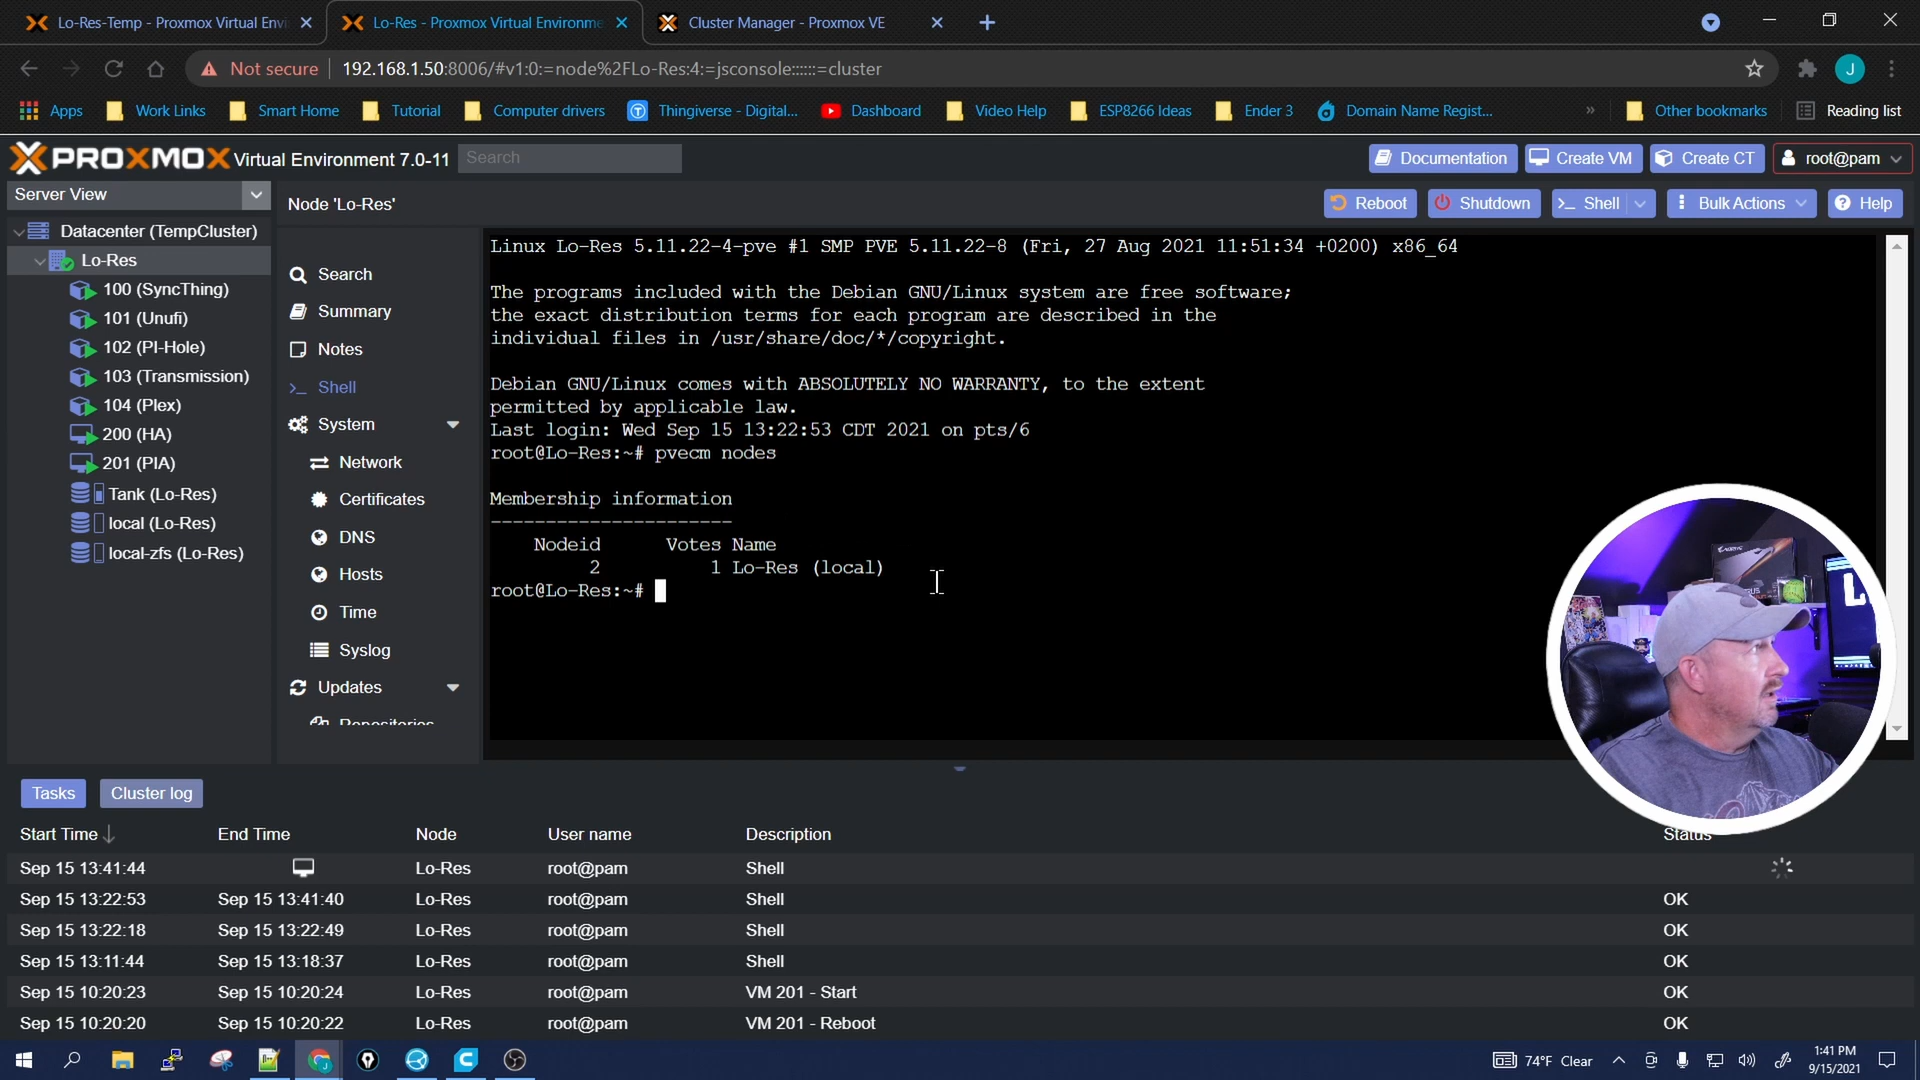 Lo-Res-Temp - Proxmox Virtual Envi
Lo-Res - Proxmox Virtual Environme
Cluster Manager - Proxmox VE
Not secure
192.168.1.50:8006/#v1:0:=node%2FLo-Res:4:=jsconsole::::::=cluster
J
Apps
Work Links
Smart Home
Tutorial
Computer drivers
Thingiverse - Digital...
Dashboard
Video Help
ESP8266 Ideas
Ender 3
Domain Name Regist...
»
Other bookmarks
Reading list
PROXMOX Virtual Environment 7.0-11
Search
Documentation
Create VM
Create CT
root@pam
Server View
Node 'Lo-Res'
Reboot
Shutdown
Shell
Bulk Actions
Help
Datacenter (TempCluster)
Lo-Res
100 (SyncThing)
101 (Unufi)
102 (PI-Hole)
103 (Transmission)
104 (Plex)
200 (HA)
201 (PIA)
Tank (Lo-Res)
local (Lo-Res)
local-zfs (Lo-Res)
Search
Summary
Notes
Shell
System
Network
Certificates
DNS
Hosts
Time
Syslog
Updates
Repositories
Linux Lo-Res 5.11.22-4-pve #1 SMP PVE 5.11.22-8 (Fri, 27 Aug 2021 11:51:34 +0200) x86_64
The programs included with the Debian GNU/Linux system are free software;
the exact distribution terms for each program are described in the
individual files in /usr/share/doc/*/copyright.
Debian GNU/Linux comes with ABSOLUTELY NO WARRANTY, to the extent
permitted by applicable law.
Last login: Wed Sep 15 13:22:53 CDT 2021 on pts/6
root@Lo-Res:~# pvecm nodes
Membership information
----------------------
Nodeid Votes Name
2 1 Lo-Res (local)
root@Lo-Res:~#
Tasks
Cluster log
Start Time End Time Node User name Description Status
Sep 15 13:41:44 Lo-Res root@pam Shell
Sep 15 13:22:53 Sep 15 13:41:40 Lo-Res root@pam Shell OK
Sep 15 13:22:18 Sep 15 13:22:49 Lo-Res root@pam Shell OK
Sep 15 13:11:44 Sep 15 13:18:37 Lo-Res root@pam Shell OK
Sep 15 10:20:23 Sep 15 10:20:24 Lo-Res root@pam VM 201 - Start OK
Sep 15 10:20:20 Sep 15 10:20:22 Lo-Res root@pam VM 201 - Reboot OK
74°F Clear
1:41 PM
9/15/2021